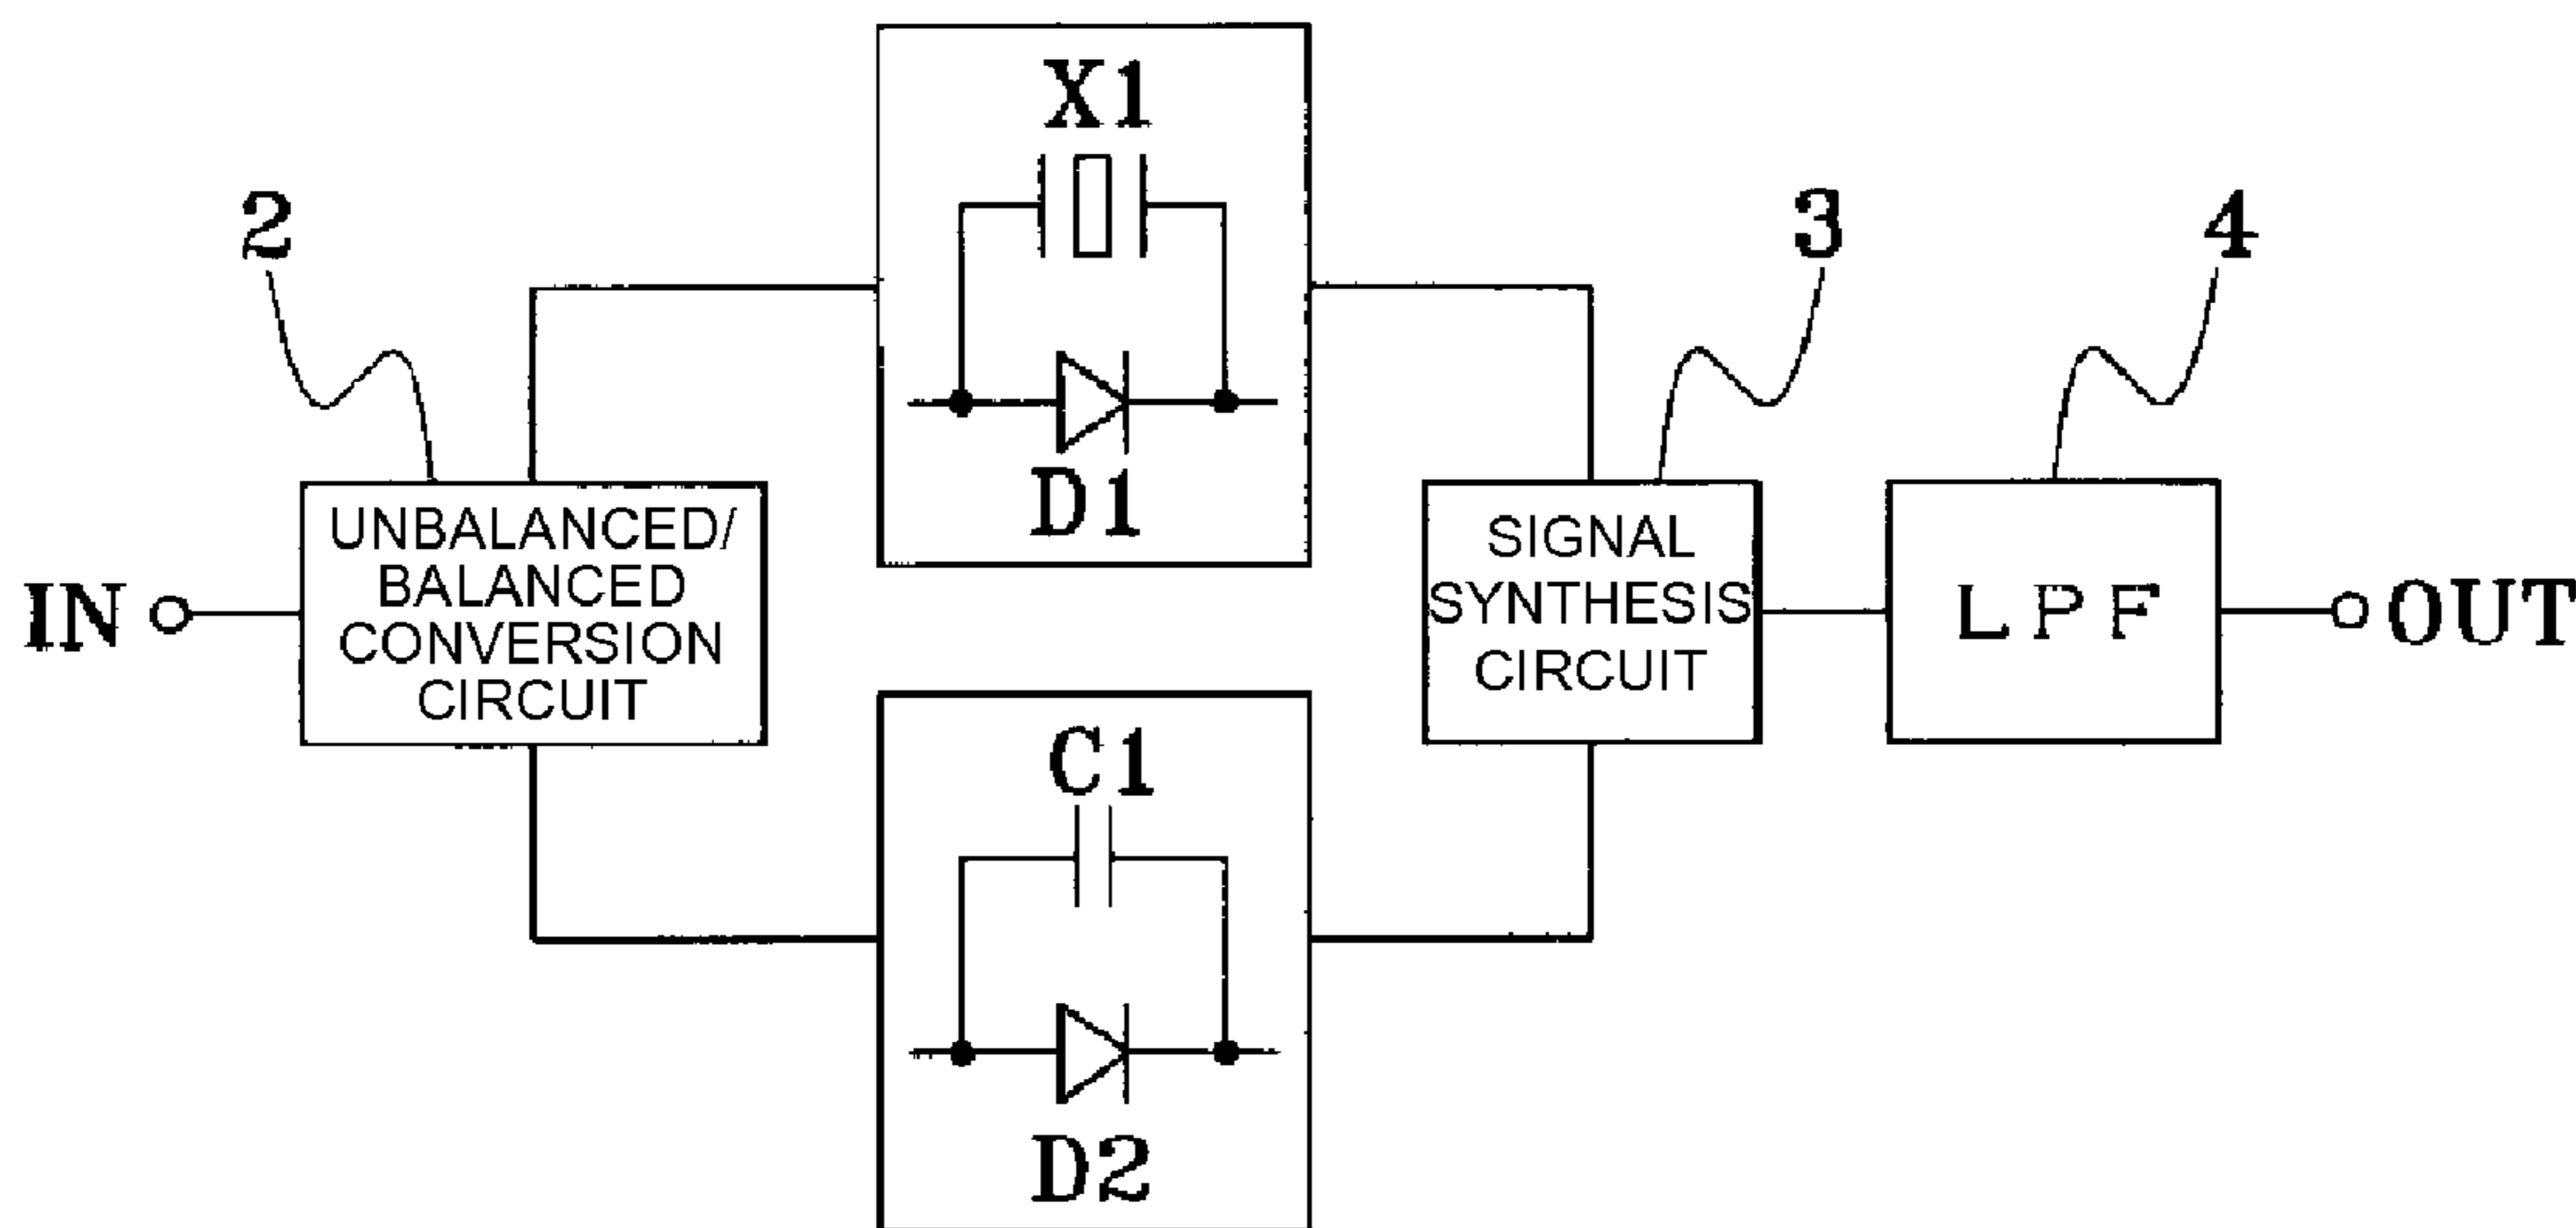 X1
2
3
4
D1
UNBALANCED/
BALANCED
CONVERSION
CIRCUIT
SIGNAL
SYNTHESIS
CIRCUIT
IN
LPF
OUT
C1
D2